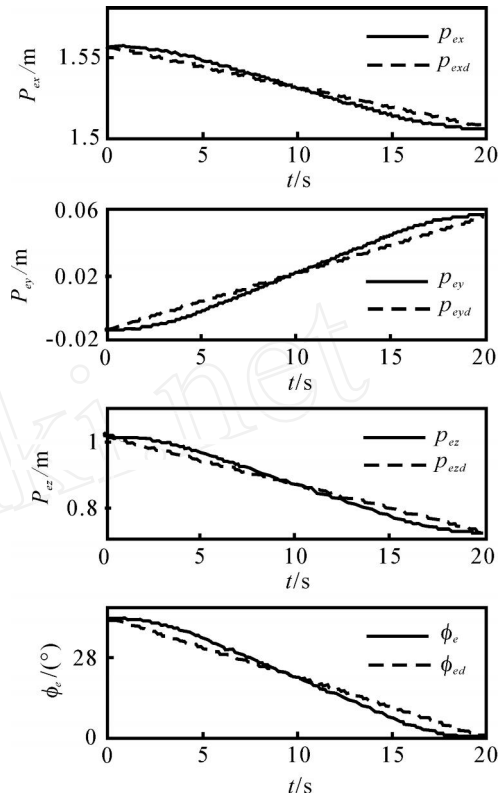 P_ex/m
1.55
1.5
p_ex
p_exd
0 5 10 15 20
t/s
P_ey/m
0.06
0.02
-0.02
p_ey
p_eyd
0 5 10 15 20
t/s
P_ez/m
1
0.8
p_ez
p_ezd
0 5 10 15 20
t/s
ϕ_e/(°)
28
0
ϕ_e
ϕ_ed
0 5 10 15 20
t/s
ki.net